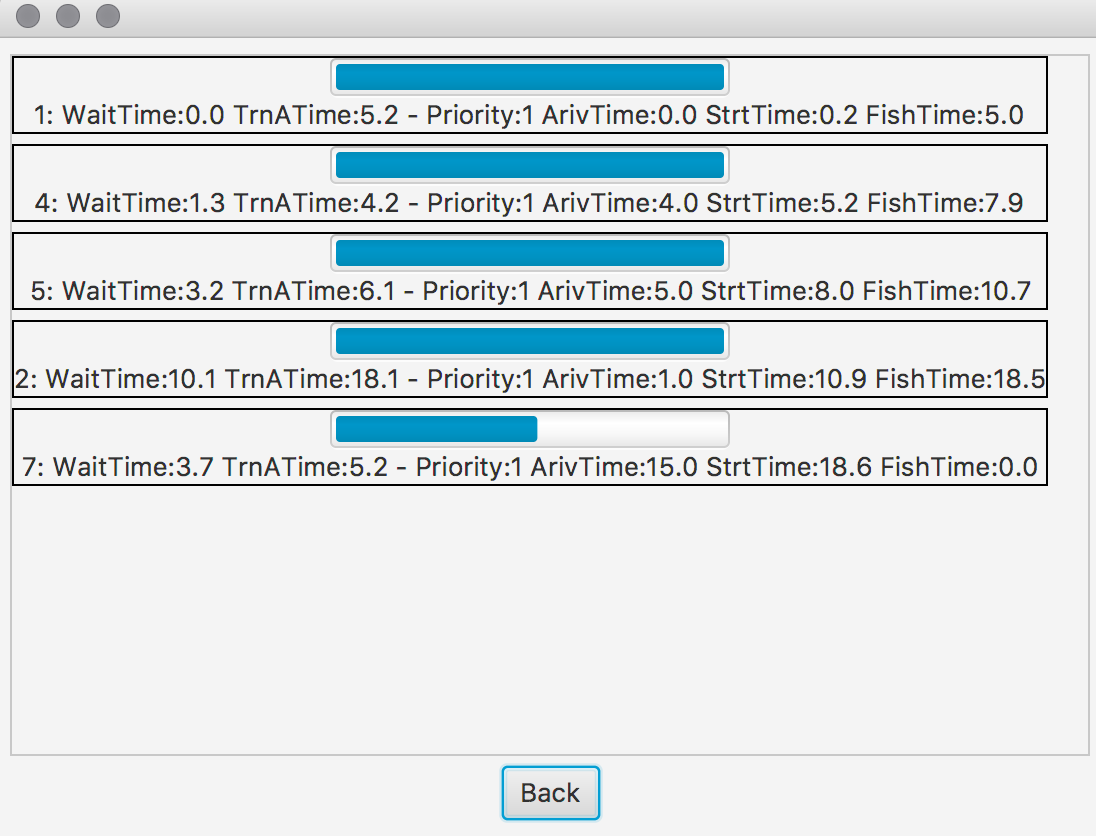 1: WaitTime:0.0 TrnATime:5.2 - Priority:1 ArivTime:0.0 StrtTime:0.2 FishTime:5.0
4: WaitTime:1.3 TrnATime:4.2 - Priority:1 ArivTime:4.0 StrtTime:5.2 FishTime:7.9
5: WaitTime:3.2 TrnATime:6.1 - Priority:1 ArivTime:5.0 StrtTime:8.0 FishTime:10.7
2: WaitTime:10.1 TrnATime:18.1 - Priority:1 ArivTime:1.0 StrtTime:10.9 FishTime:18.5
7: WaitTime:3.7 TrnATime:5.2 - Priority:1 ArivTime:15.0 StrtTime:18.6 FishTime:0.0
Back